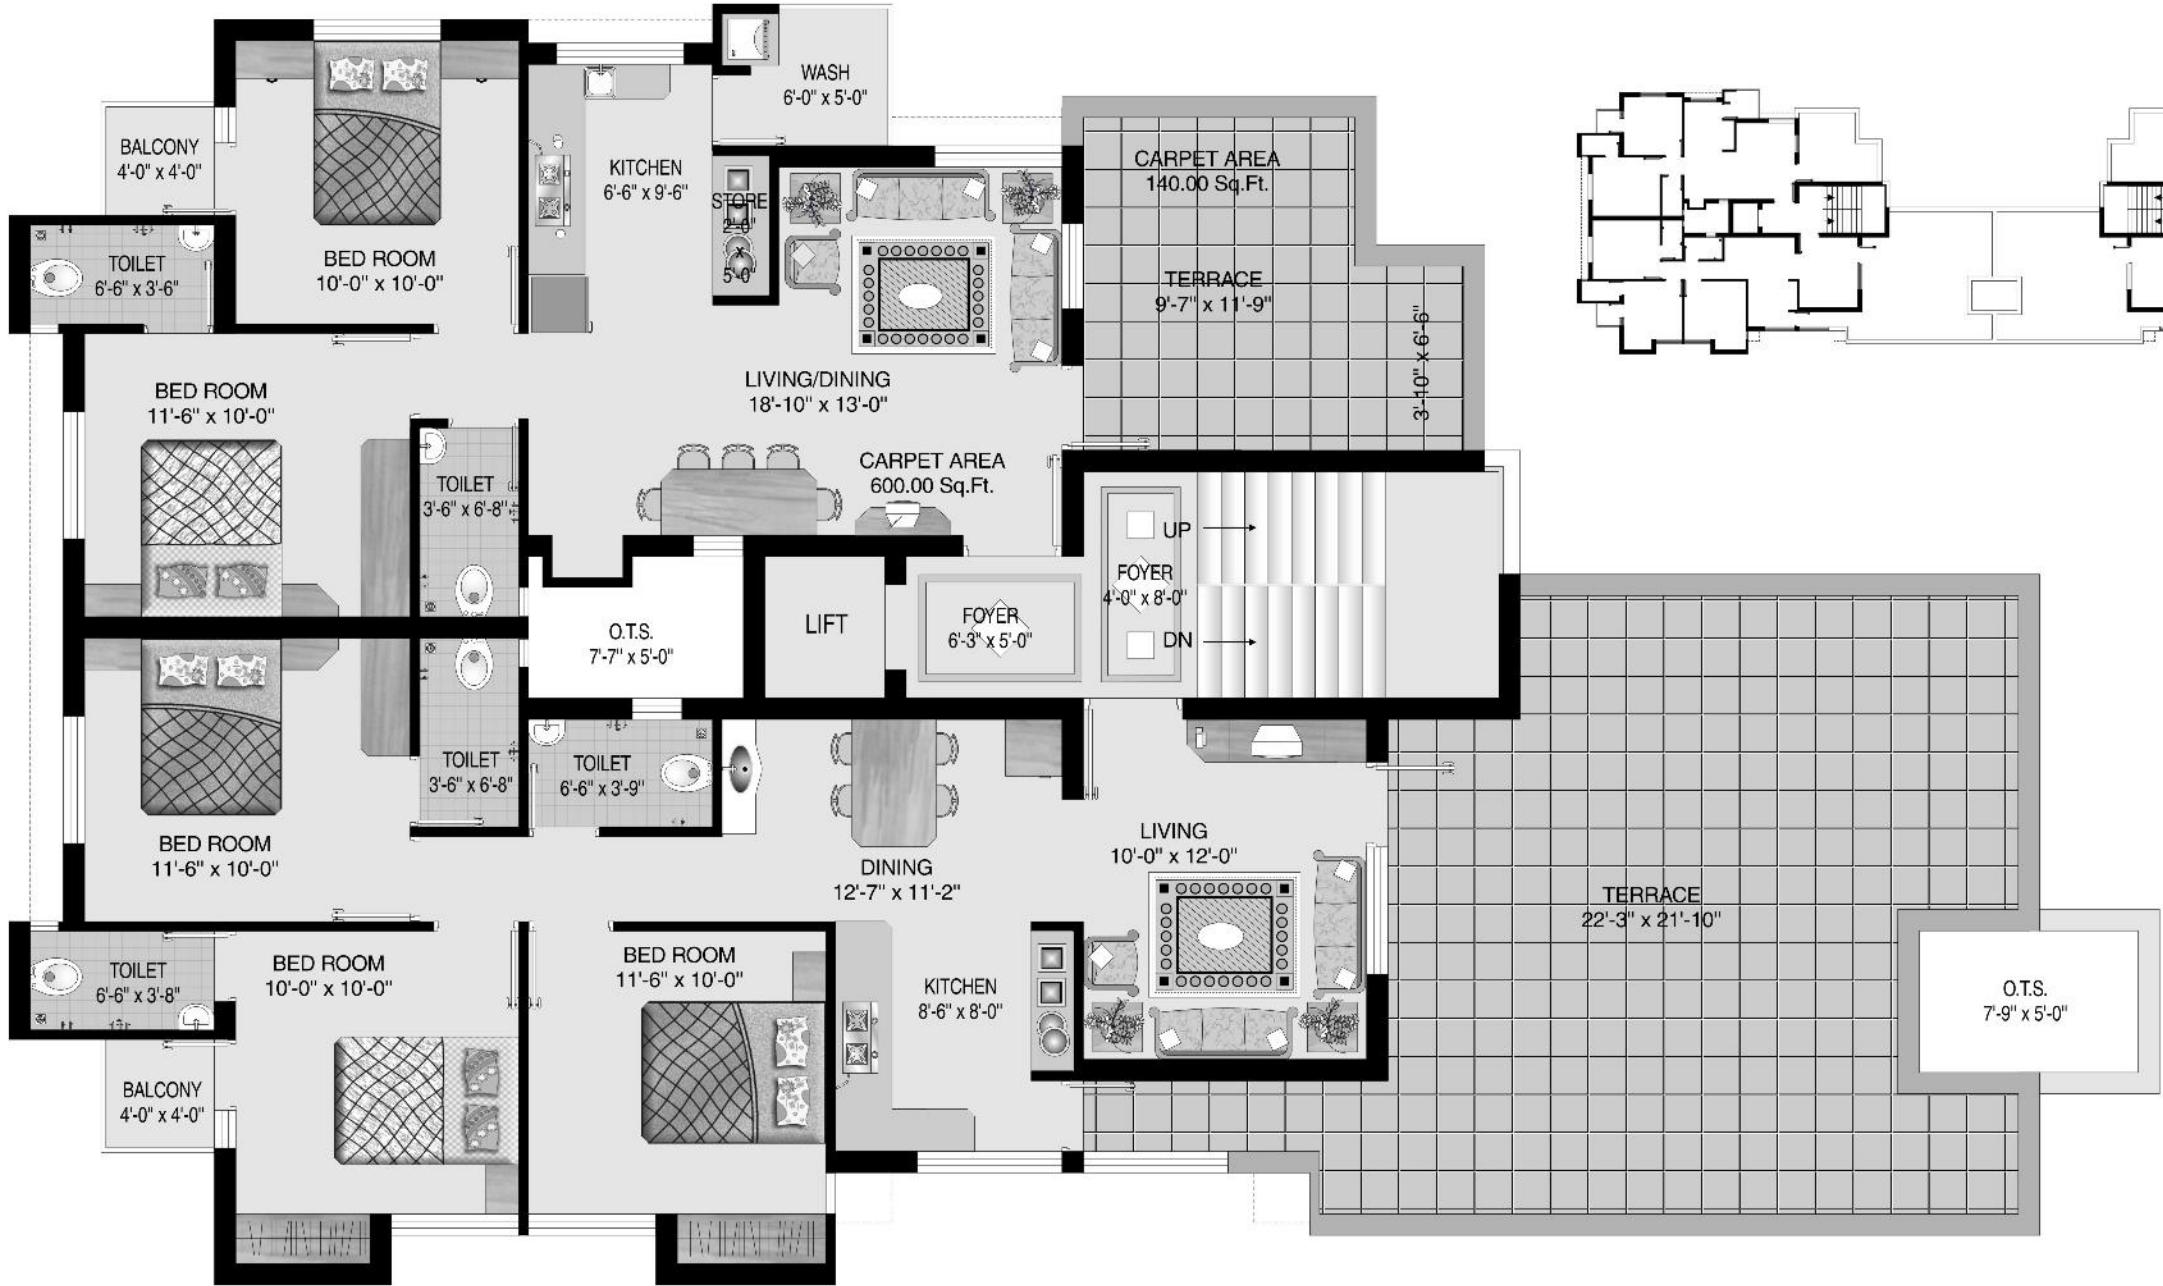 WASH
6'-0" x 5'-0"
BALCONY
4'-0" x 4'-0"
KITCHEN
6'-6" x 9'-6"
CARPET AREA
140.00 Sq.Ft.
STORE
2'-0"
x
5'-0"
BED ROOM
10'-0" x 10'-0"
TOILET
6'-6" x 3'-6"
TERRACE
9'-7" x 11'-9"
3'-10" x 6'-6"
BED ROOM
11'-6" x 10'-0"
LIVING/DINING
18'-10" x 13'-0"
CARPET AREA
600.00 Sq.Ft.
TOILET
3'-6" x 6'-8"
UP
FOYER
4'-0" x 8'-0"
DN
O.T.S.
7'-7" x 5'-0"
LIFT
FOYER
6'-3" x 5'-0"
TOILET
3'-6" x 6'-8"
TOILET
6'-6" x 3'-9"
BED ROOM
11'-6" x 10'-0"
DINING
12'-7" x 11'-2"
LIVING
10'-0" x 12'-0"
TERRACE
22'-3" x 21'-10"
TOILET
6'-6" x 3'-8"
BED ROOM
10'-0" x 10'-0"
BED ROOM
11'-6" x 10'-0"
KITCHEN
8'-6" x 8'-0"
O.T.S.
7'-9" x 5'-0"
BALCONY
4'-0" x 4'-0"